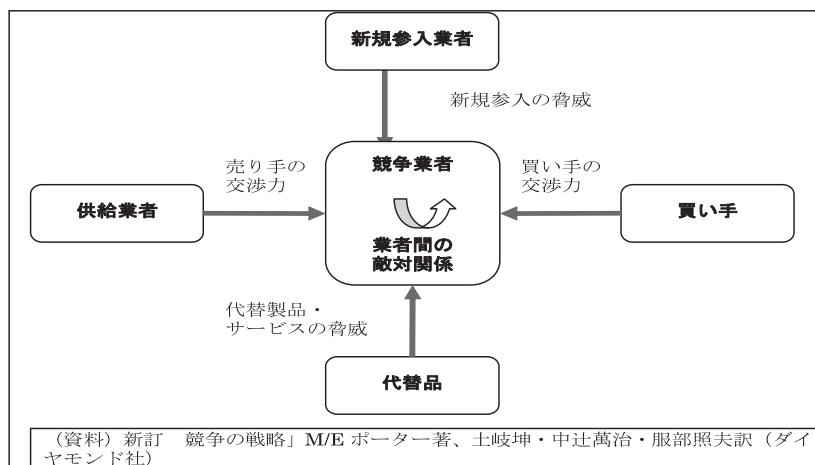 新規参入業者
新規参入の脅威
売り手の
交渉力
競争業者
買い手の
交渉力
供給業者
買い手
業者間の
敵対関係
代替製品・
サービスの脅威
代替品
（資料）新訂　競争の戦略」M/E ポーター著、土岐坤・中辻萬治・服部照夫訳（ダイ
ヤモンド社）